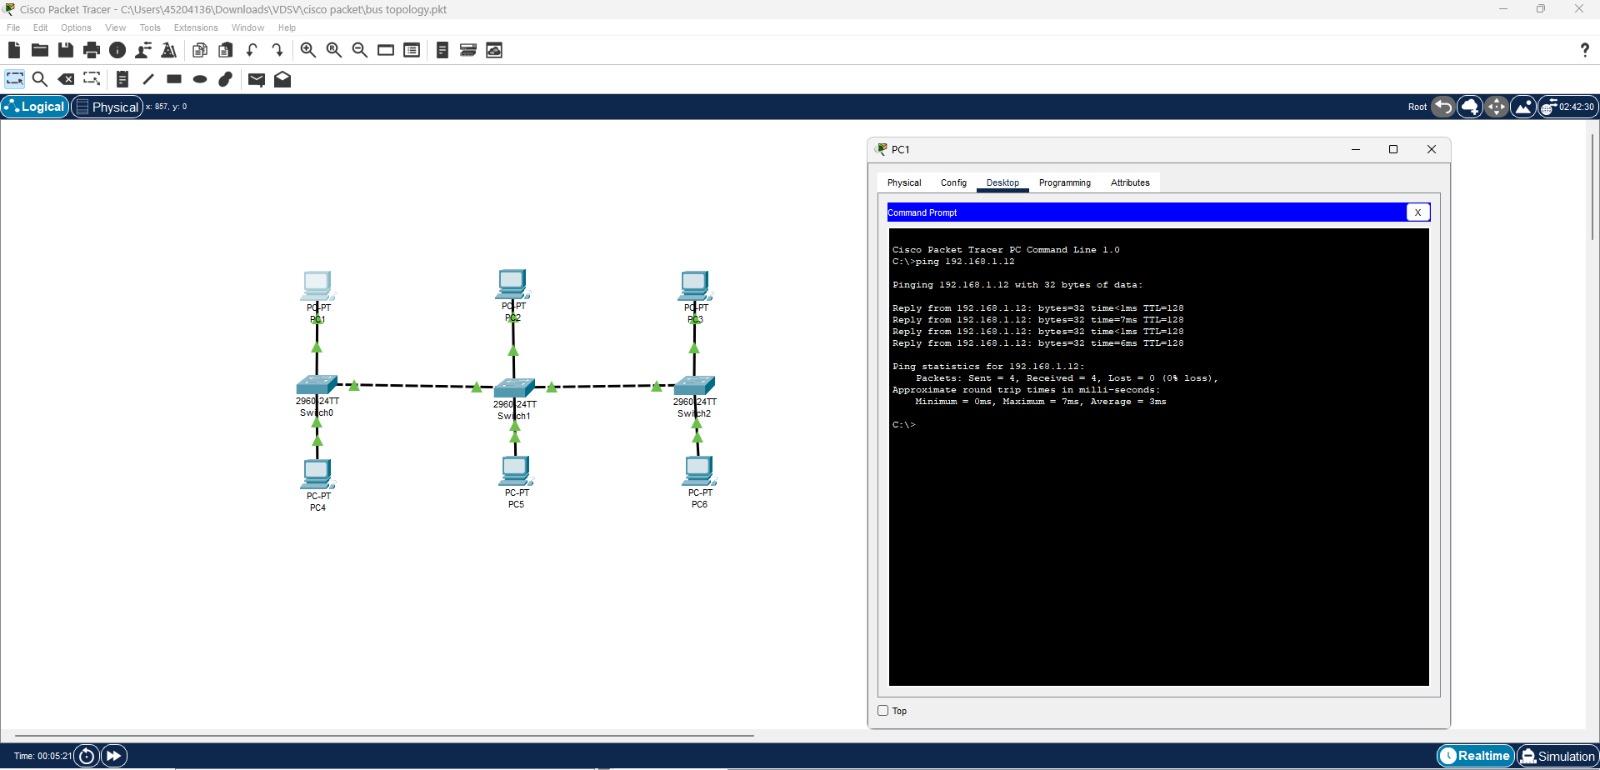 Cisco Packet Tracer - C:\Users\45204136\Downloads\VDSV\cisco packet\bus topology.pkt
File Edit Options View Tools Extensions Window Help
?
Logical Physical x: 857, y: 0 Root 02:42:30
PC1
Physical Config Desktop Programming Attributes
Command Prompt X
Cisco Packet Tracer PC Command Line 1.0
C:\>ping 192.168.1.12
Pinging 192.168.1.12 with 32 bytes of data:
Reply from 192.168.1.12: bytes=32 time<1ms TTL=128
Reply from 192.168.1.12: bytes=32 time=7ms TTL=128
Reply from 192.168.1.12: bytes=32 time<1ms TTL=128
Reply from 192.168.1.12: bytes=32 time=6ms TTL=128
Ping statistics for 192.168.1.12:
Packets: Sent = 4, Received = 4, Lost = 0 (0% loss),
Approximate round trip times in milli-seconds:
Minimum = 0ms, Maximum = 7ms, Average = 3ms
C:\>
Top
PC-PT
PC1
PC-PT
PC2
PC-PT
PC3
2960-24TT
Switch0
2960-24TT
Switch1
2960-24TT
Switch2
PC-PT
PC4
PC-PT
PC5
PC-PT
PC6
Time: 00:05:21 Realtime Simulation